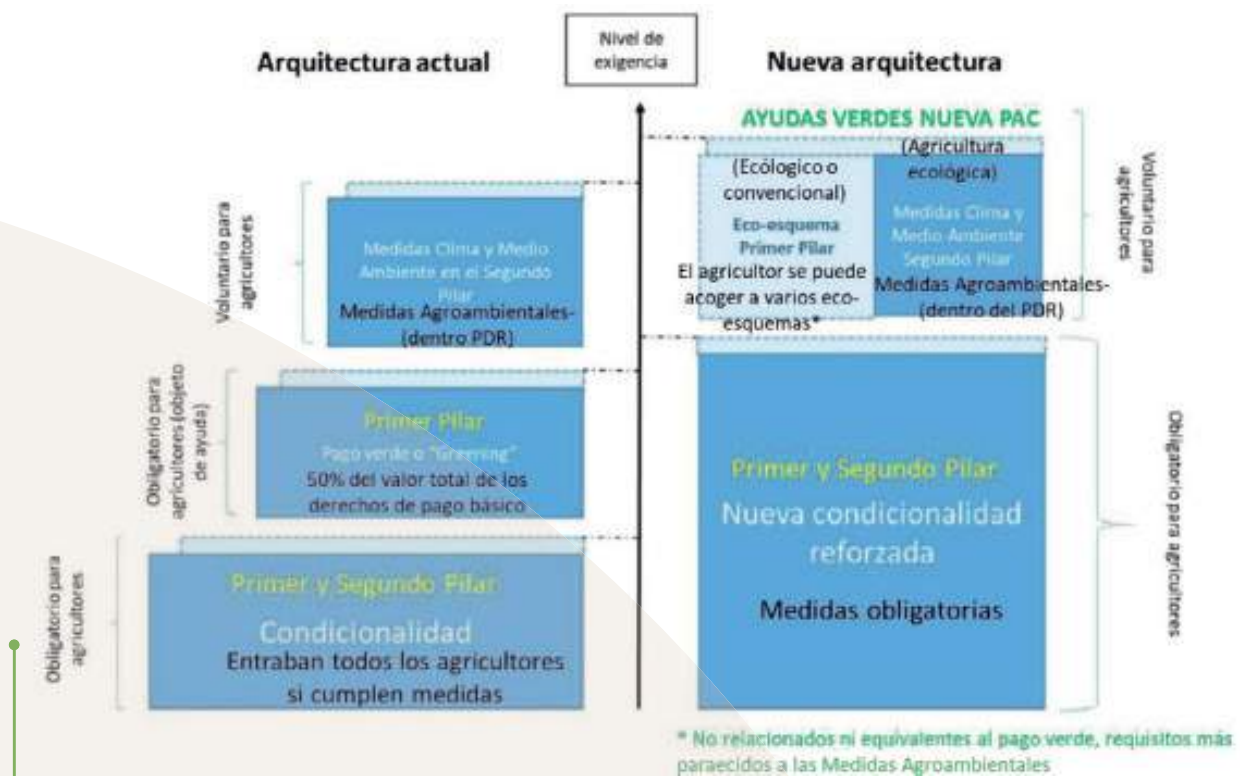 Nivel de
exigencia
Arquitectura actual
Voluntario para
agricultores
Medidas Clima y Medio
Ambiente en el Segundo
Pilar
Medidas Agroambientales-
(dentro PDR)
Obligatorio para
agricultores (objeto
de ayuda)
Primer Pilar
Pago verde o "Greening"
50% del valor total de los
derechos de pago básico
Obligatorio para
agricultores
Primer y Segundo Pilar
Condicionalidad
Entraban todos los agricultores
si cumplen medidas
Nueva arquitectura
AYUDAS VERDES NUEVA PAC
(Ecólogico o
convencional)
Eco-esquema
Primer Pilar
El agricultor se puede
acoger a varios eco-
esquemas*
(Agricultura
ecológica)
Medidas Clima y
Medio Ambiente
Segundo Pilar
Medidas Agroambientales-
(dentro del PDR)
Voluntario para
agricultores
Primer y Segundo Pilar
Nueva condicionalidad
reforzada
Medidas obligatorias
Obligatorio para agricultores
* No relacionados ni equivalentes al pago verde, requisitos más
paraecidos a las Medidas Agroambientales